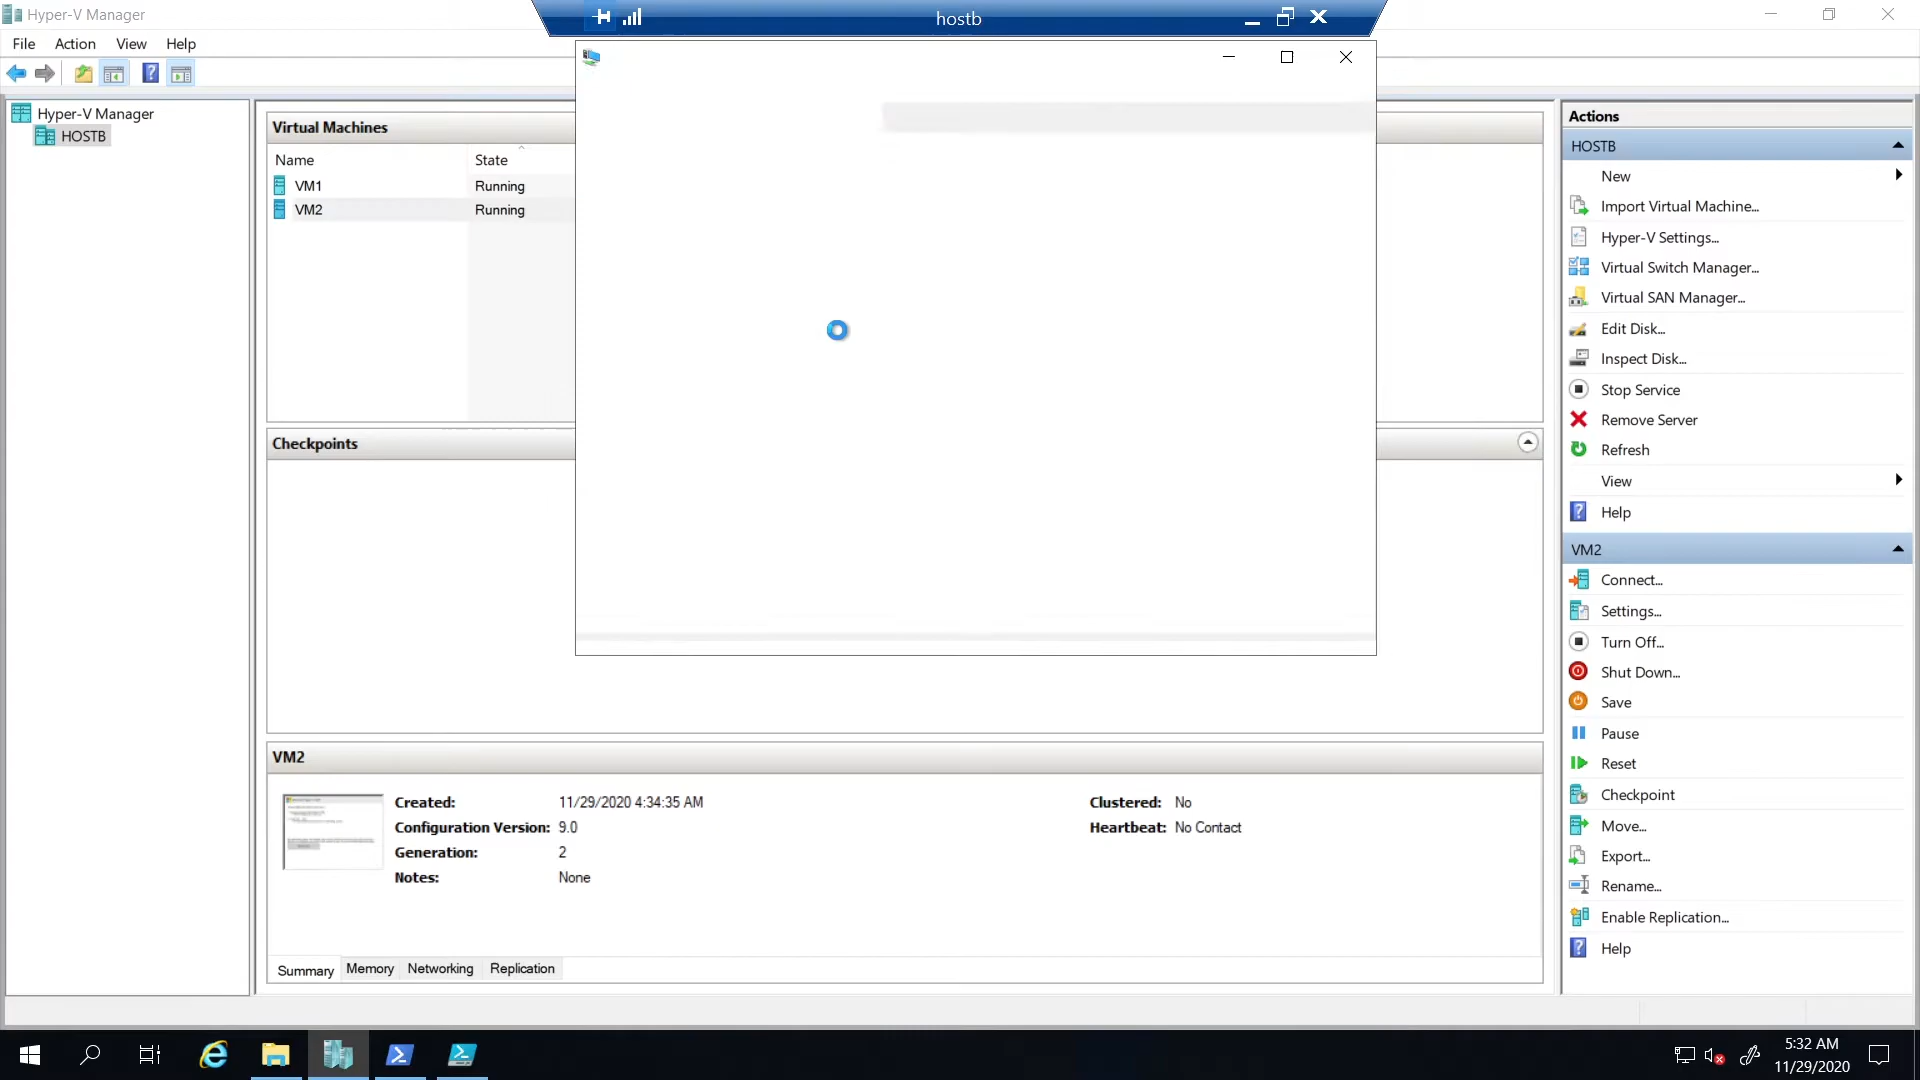 Hyper-V Manager
hostb
File Action View Help
Hyper-V Manager
HOSTB
Virtual Machines
Name State
VM1 Running
VM2 Running
Checkpoints
VM2
Created: 11/29/2020 4:34:35 AM
Configuration Version: 9.0
Generation: 2
Notes: None
Clustered: No
Heartbeat: No Contact
Summary Memory Networking Replication
Actions
HOSTB
New
Import Virtual Machine...
Hyper-V Settings...
Virtual Switch Manager...
Virtual SAN Manager...
Edit Disk...
Inspect Disk...
Stop Service
Remove Server
Refresh
View
Help
VM2
Connect...
Settings...
Turn Off...
Shut Down...
Save
Pause
Reset
Checkpoint
Move...
Export...
Rename...
Enable Replication...
Help
5:32 AM
11/29/2020